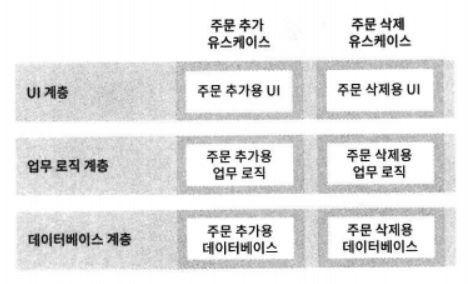 주문 추가
유스케이스
주문 삭제
유스케이스
UI 계층
주문 추가용 UI
주문 삭제용 UI
업무 로직 계층
주문 추가용
업무 로직
주문 삭제용
업무 로직
데이터베이스 계층
주문 추가용
데이터베이스
주문 삭제용
데이터베이스